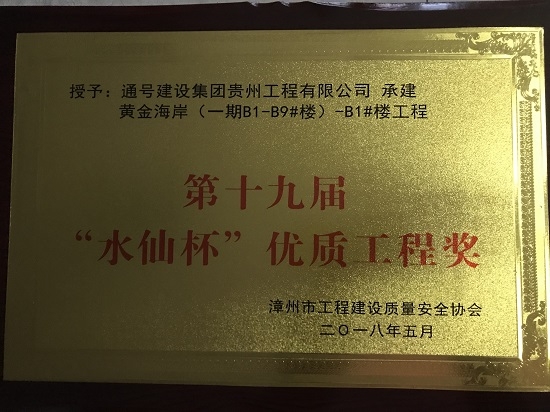 授予：通号建设集团贵州工程有限公司 承建
黄金海岸（一期B1-B9#楼）-B1#楼工程
第十九届
“水仙杯”优质工程奖
漳州市工程建设质量安全协会
二〇一八年五月